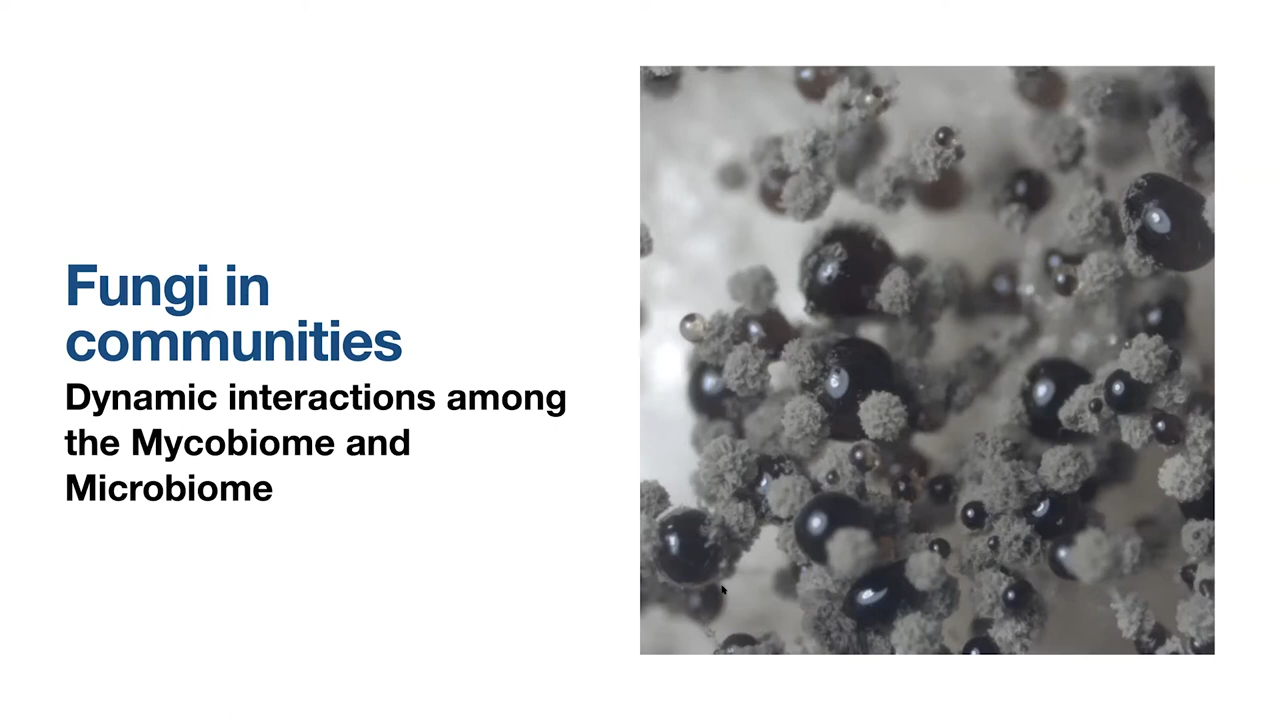 Fungi in
communities
Dynamic interactions among
the Mycobiome and
Microbiome